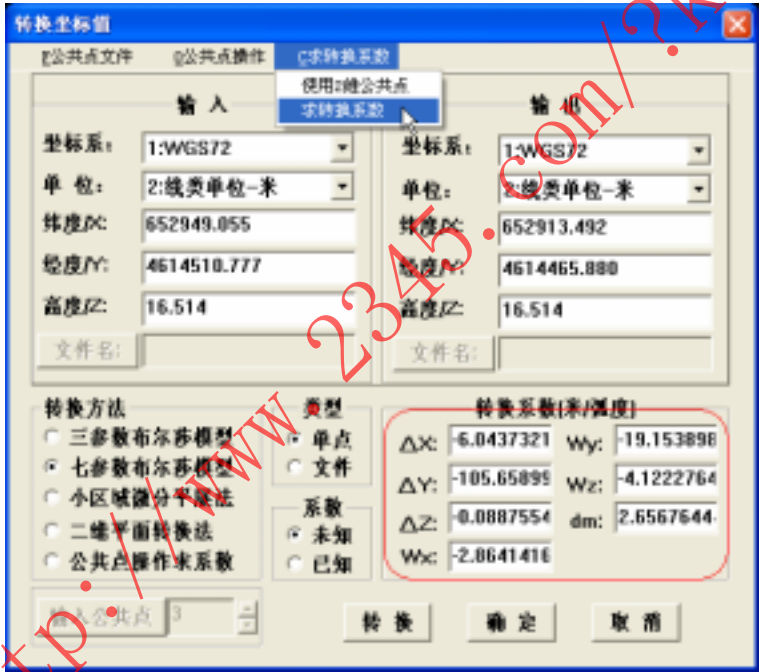 转换坐标值
F公共点文件 O公共点操作 C求转换系数
使用2维公共点
求转换系数
输 入 输 出
坐标系: 1:WGS72 坐标系: 1:WGS72
单 位: 2:线类单位-米 单位: 2:线类单位-米
纬度/X: 652949.055 纬度/X: 652913.492
经度/Y: 4614510.777 经度/Y: 4614465.880
高度/Z: 16.514 高度/Z: 16.514
文件名: 文件名:
转换方法 类型 转换系数(米/弧度)
三参数布尔莎模型 单点 ΔX: -6.0437321 Wy: -19.153898
七参数布尔莎模型 文件 ΔY: -105.65899 Wz: -4.1222764
小区域微分平差法 系数 ΔZ: -0.0887554 dm: 2.6567644
二维平面转换法 未知 Wx: -2.8641416
公共点操作求系数 已知
输入公共点 3 转 换 确 定 取 消
tp://www.2345.com/?k